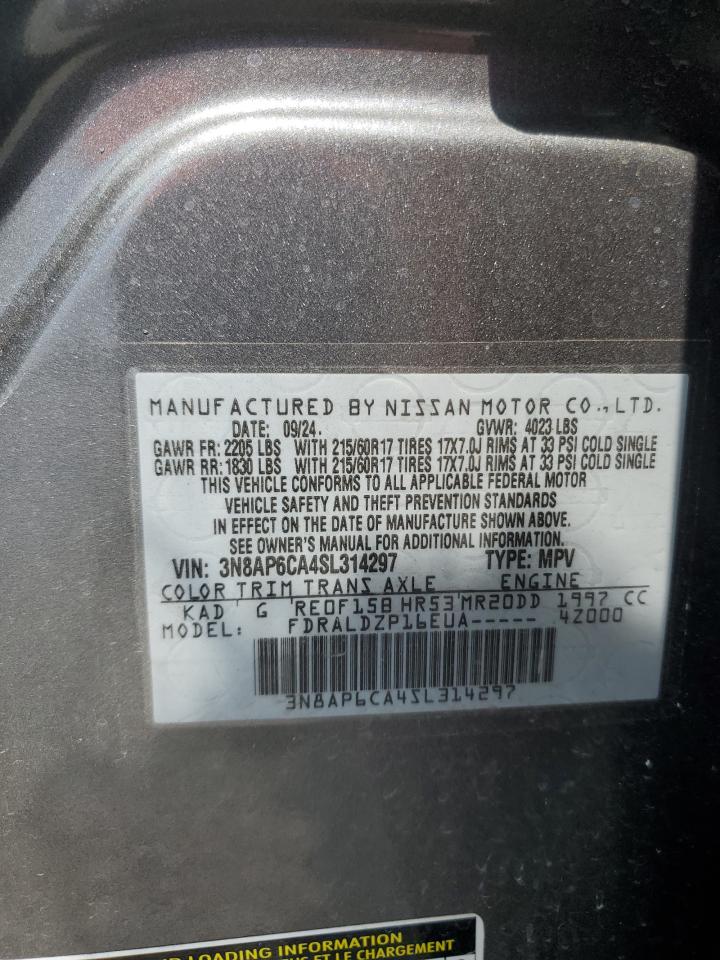 MANUFACTURED BY NISSAN MOTOR CO., LTD.
DATE: 09/24. GVWR: 4023 LBS
GAWR FR: 2205 LBS WITH 215/60R17 TIRES 17X7.0J RIMS AT 33 PSI COLD SINGLE
GAWR RR: 1830 LBS WITH 215/60R17 TIRES 17X7.0J RIMS AT 33 PSI COLD SINGLE
THIS VEHICLE CONFORMS TO ALL APPLICABLE FEDERAL MOTOR
VEHICLE SAFETY AND THEFT PREVENTION STANDARDS
IN EFFECT ON THE DATE OF MANUFACTURE SHOWN ABOVE.
SEE OWNER'S MANUAL FOR ADDITIONAL INFORMATION.
VIN: 3N8AP6CA4SL314297 TYPE: MPV
COLOR TRIM TRANS AXLE ENGINE
KAD G RE0F15B HR53 MR20DD 1997 CC
MODEL: FDRALDZP16EUA----- 4Z000
3N8AP6CA4SL314297
LOADING INFORMATION
ET LE CHARGEMENT